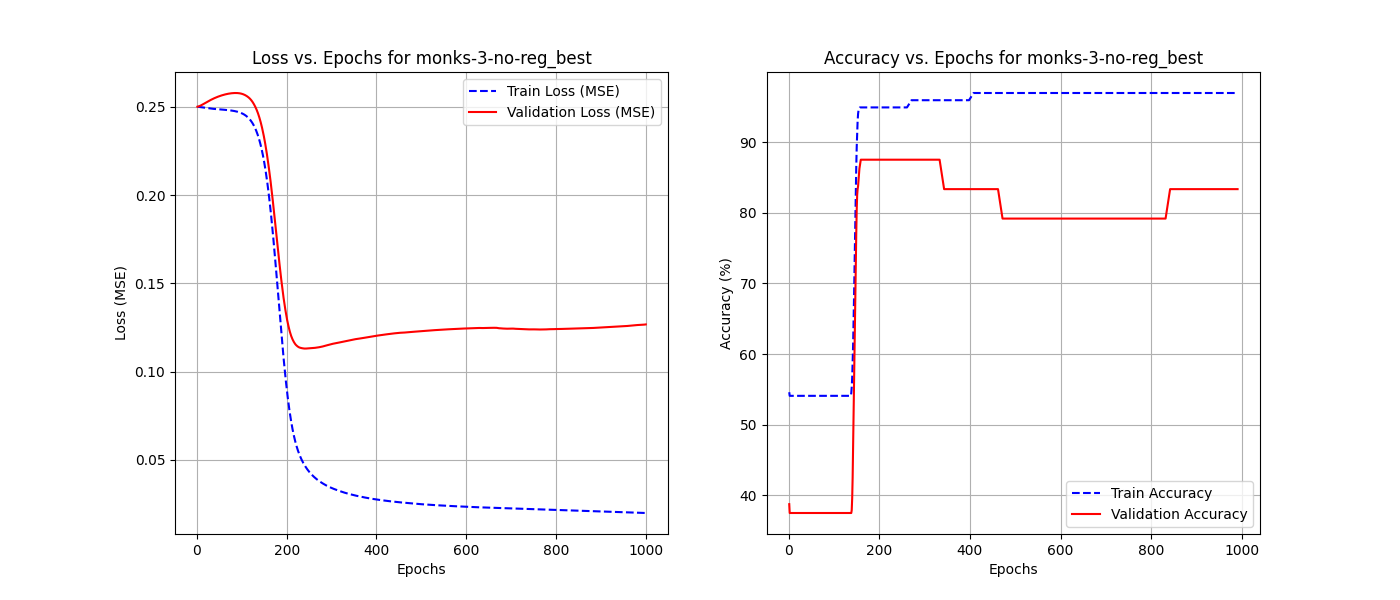 Loss vs. Epochs for monks-3-no-reg_best
Train Loss (MSE)
Validation Loss (MSE)
0.25
0.20
0.15
0.10
0.05
Loss (MSE)
0
200
400
600
800
1000
Epochs
Accuracy vs. Epochs for monks-3-no-reg_best
90
80
70
60
50
40
Accuracy (%)
Train Accuracy
Validation Accuracy
0
200
400
600
800
1000
Epochs